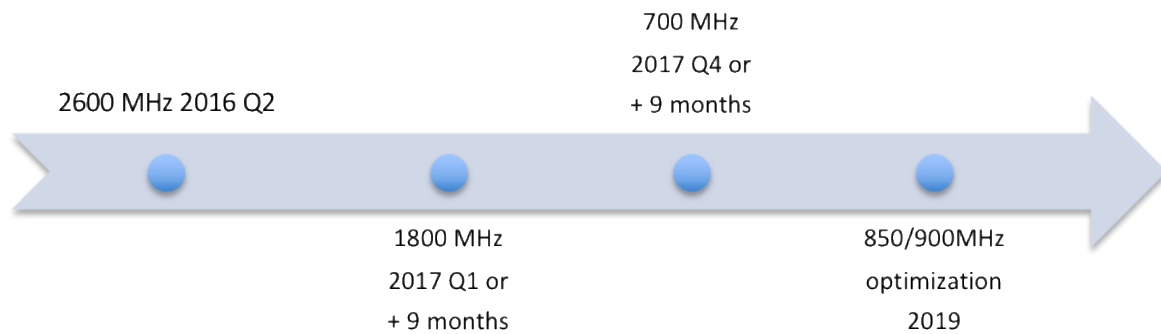 2600 MHz 2016 Q2
1800 MHz
2017 Q1 or
+ 9 months
700 MHz
2017 Q4 or
+ 9 months
850/900MHz
optimization
2019